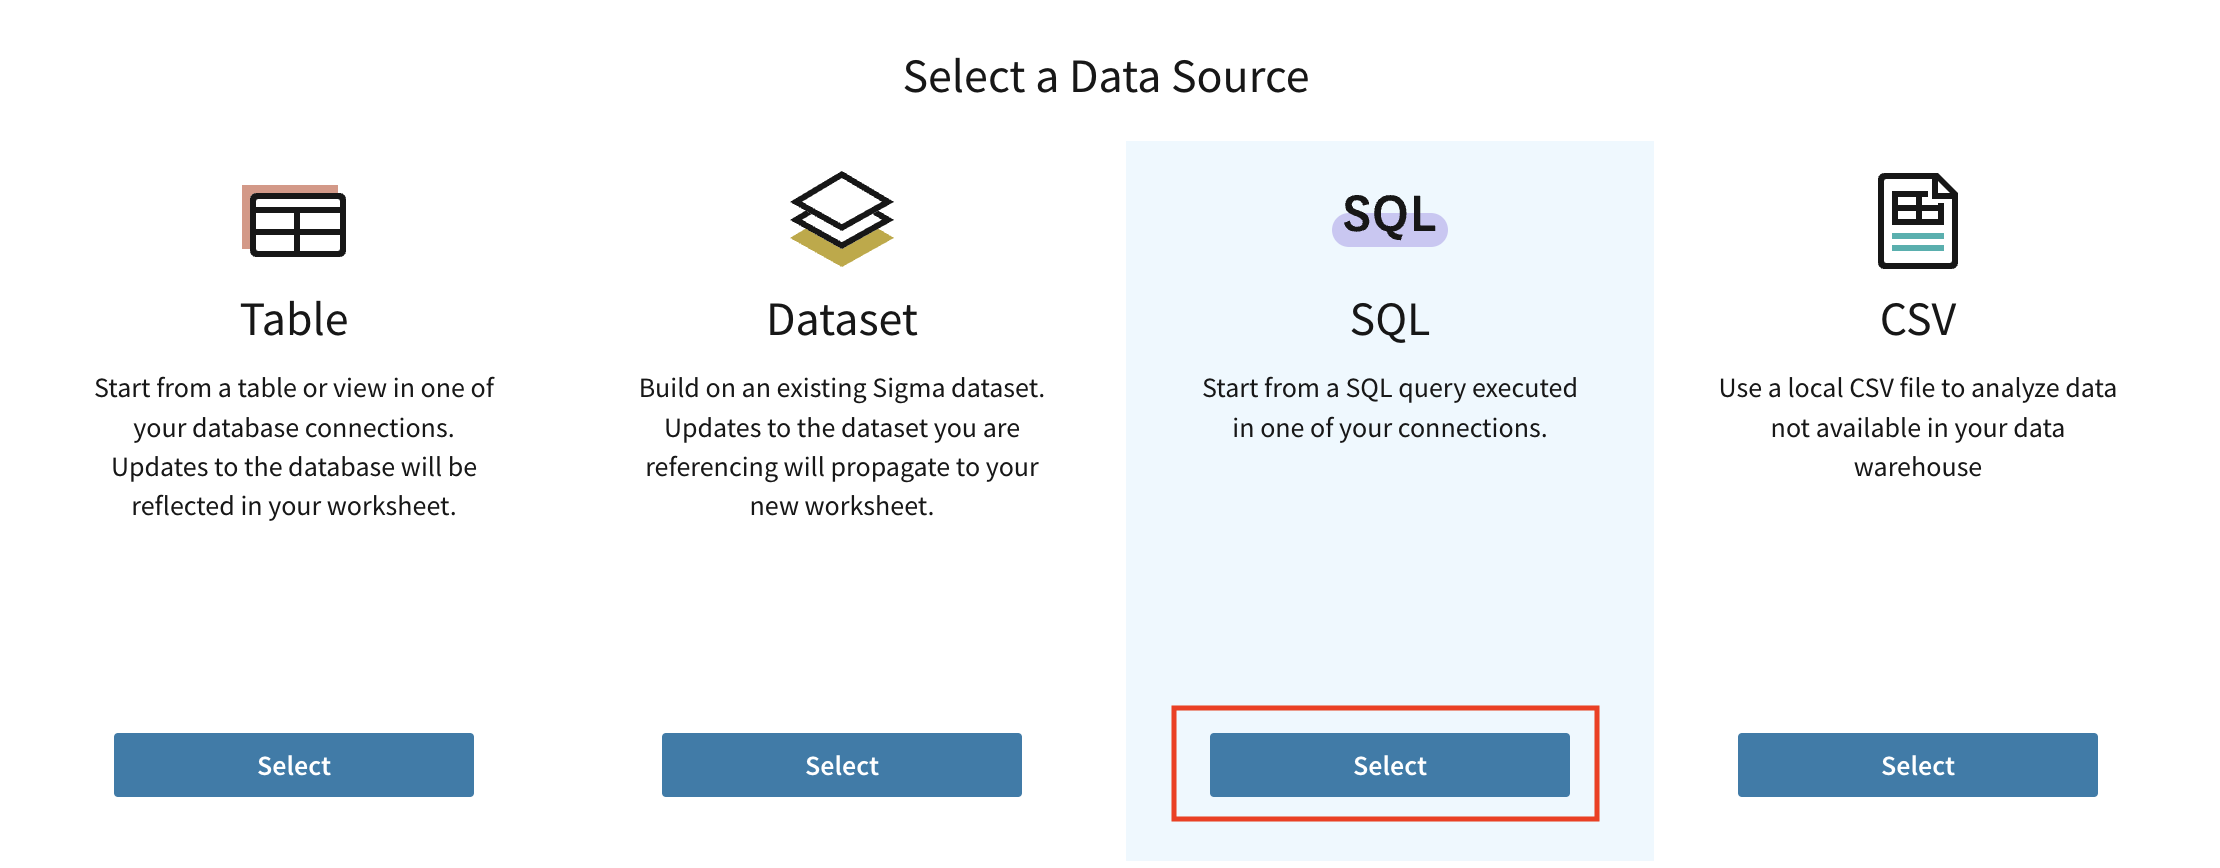 Select a Data Source
Table
Start from a table or view in one of
your database connections.
Updates to the database will be
reflected in your worksheet.
Select
Dataset
Build on an existing Sigma dataset.
Updates to the dataset you are
referencing will propagate to your
new worksheet.
Select
SQL
SQL
Start from a SQL query executed
in one of your connections.
Select
CSV
Use a local CSV file to analyze data
not available in your data
warehouse
Select